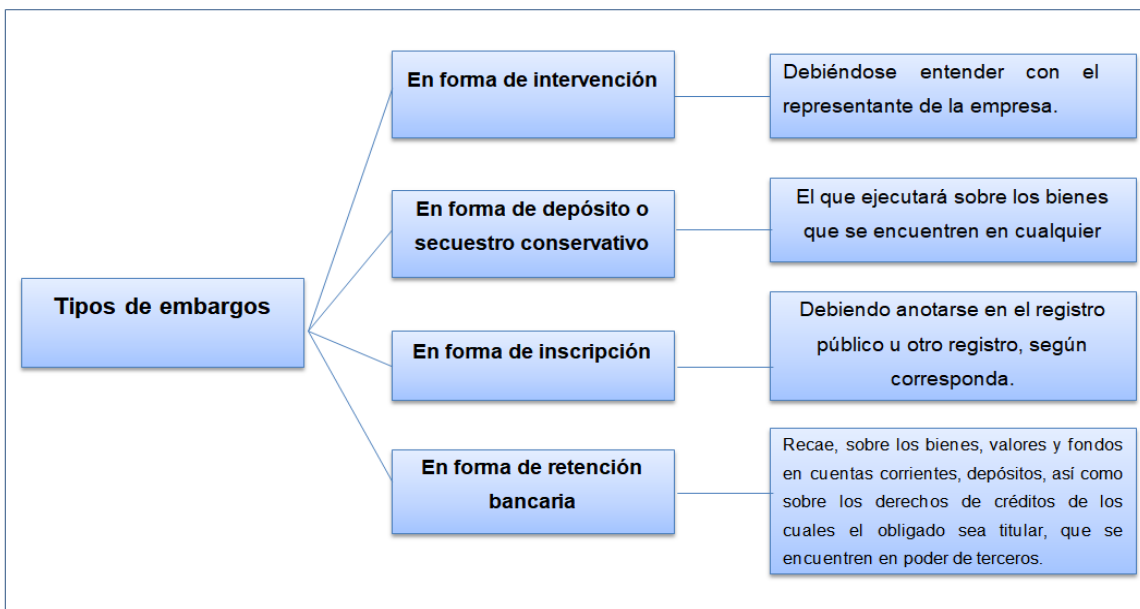 Tipos de embargos
En forma de intervención
Debiéndose entender con el
representante de la empresa.
En forma de depósito o
secuestro conservativo
El que ejecutará sobre los bienes
que se encuentren en cualquier
En forma de inscripción
Debiendo anotarse en el registro
público u otro registro, según
corresponda.
En forma de retención
bancaria
Recae, sobre los bienes, valores y fondos
en cuentas corrientes, depósitos, así como
sobre los derechos de créditos de los
cuales el obligado sea titular, que se
encuentren en poder de terceros.